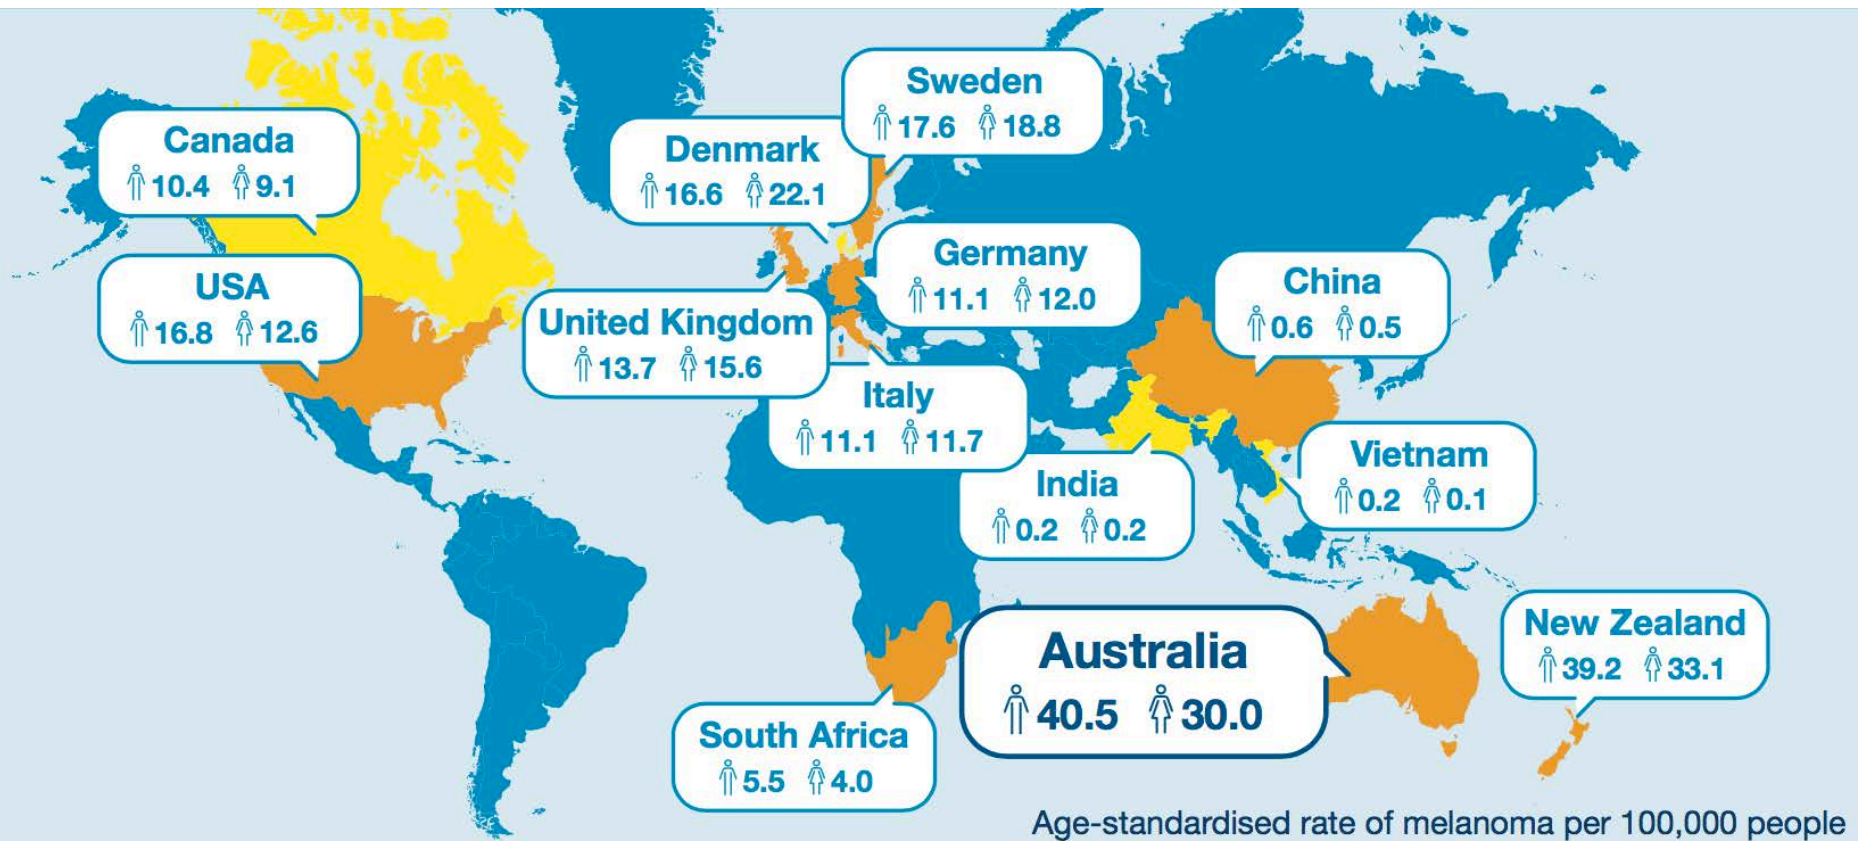 Sweden
17.6 18.8
Denmark
16.6 22.1
Canada
10.4 9.1
Germany
11.1 12.0
China
0.6 0.5
USA
16.8 12.6
United Kingdom
13.7 15.6
Italy
11.1 11.7
Vietnam
0.2 0.1
India
0.2 0.2
New Zealand
39.2 33.1
Australia
40.5 30.0
South Africa
5.5 4.0
Age-standardised rate of melanoma per 100,000 people